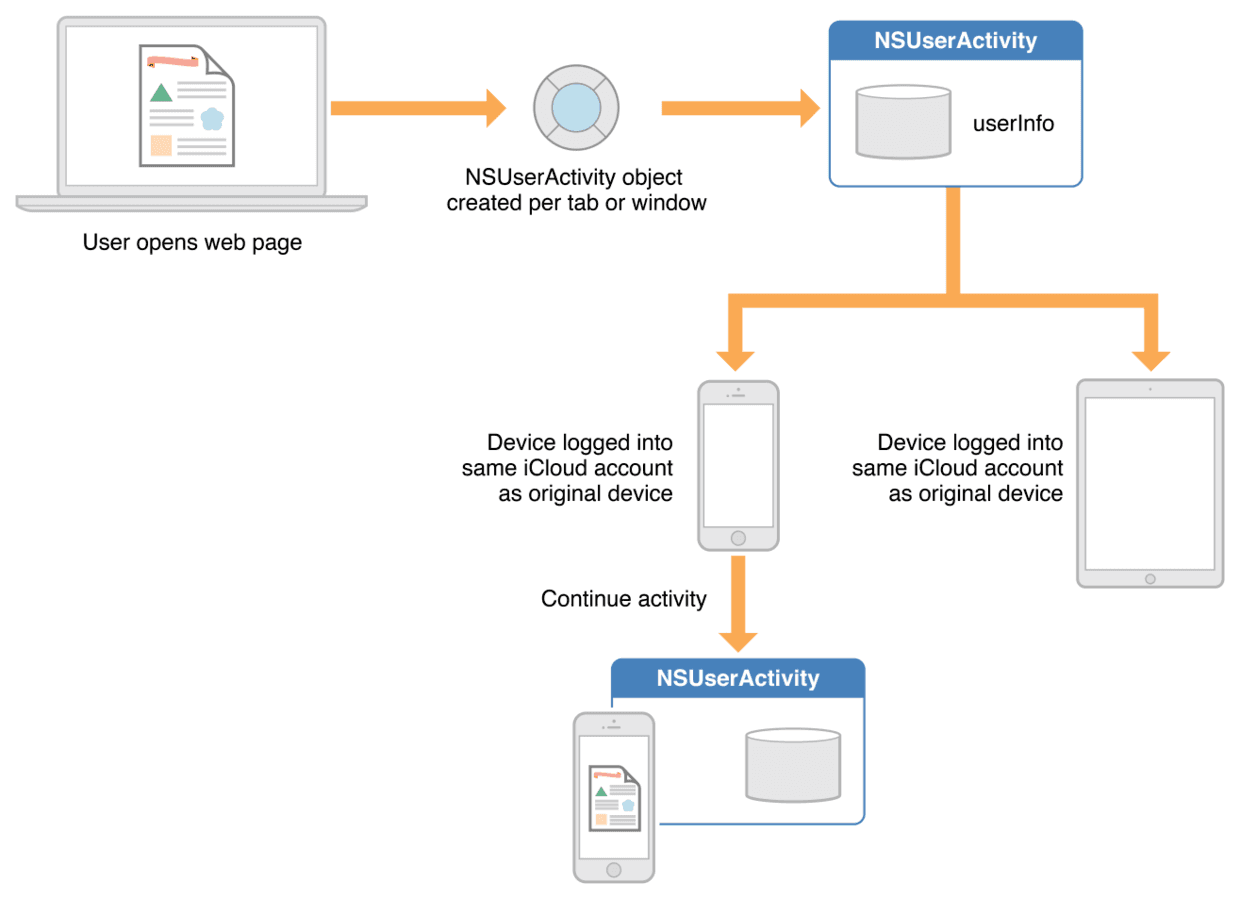 NSUserActivity
userInfo
NSUserActivity object
created per tab or window
User opens web page
Device logged into
same iCloud account
as original device
Device logged into
same iCloud account
as original device
Continue activity
NSUserActivity